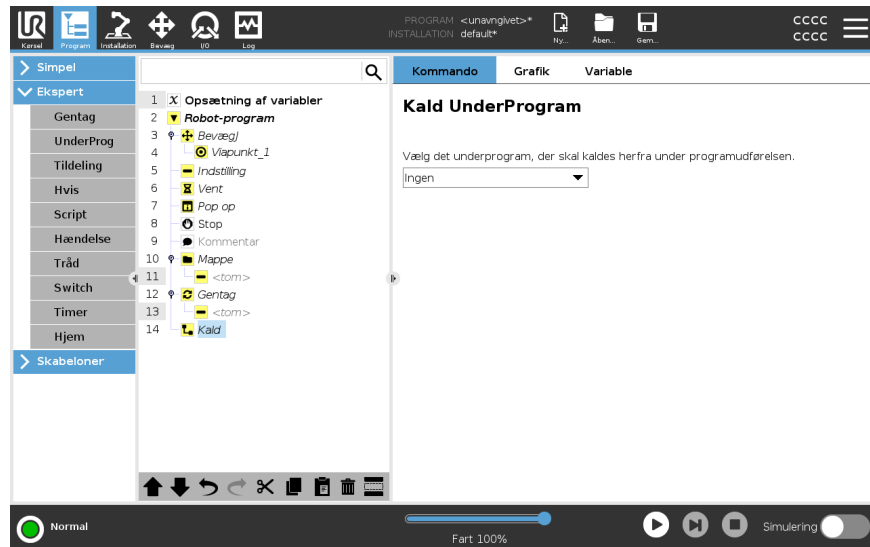 UR
Kørsel
Program
Installation
Bevæg
I/O
Log
PROGRAM <unavngivet>*
INSTALLATION default*
Ny...
Åben...
Gem...
cccc
cccc
Simpel
Ekspert
Gentag
UnderProg
Tildeling
Hvis
Script
Hændelse
Tråd
Switch
Timer
Hjem
Skabeloner
1 X Opsætning af variabler
2 Robot-program
3 BevægJ
4 Viapunkt_1
5 Indstilling
6 Vent
7 Pop op
8 Stop
9 Kommentar
10 Mappe
11 <tom>
12 Gentag
13 <tom>
14 Kald
Kommando Grafik Variable
Kald UnderProgram
Vælg det underprogram, der skal kaldes herfra under programudførelsen.
Ingen
Normal
Fart 100%
Simulering